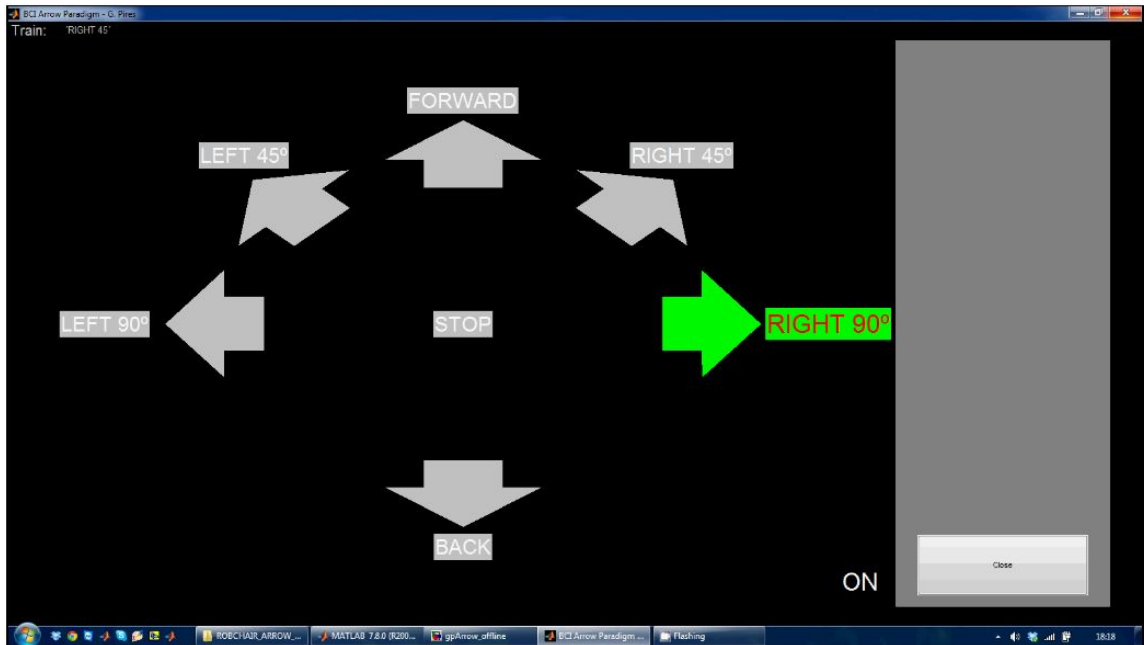 BCI Arrow Paradigm - G. Pires
Train: 'RIGHT 45'
FORWARD
LEFT 45º
RIGHT 45º
LEFT 90º
STOP
RIGHT 90º
BACK
ON
Close
ROBCHAIR_ARROW_...
MATLAB 7.8.0 (R200...
gpArrow_offline
BCI Arrow Paradigm ...
Flashing
18:18